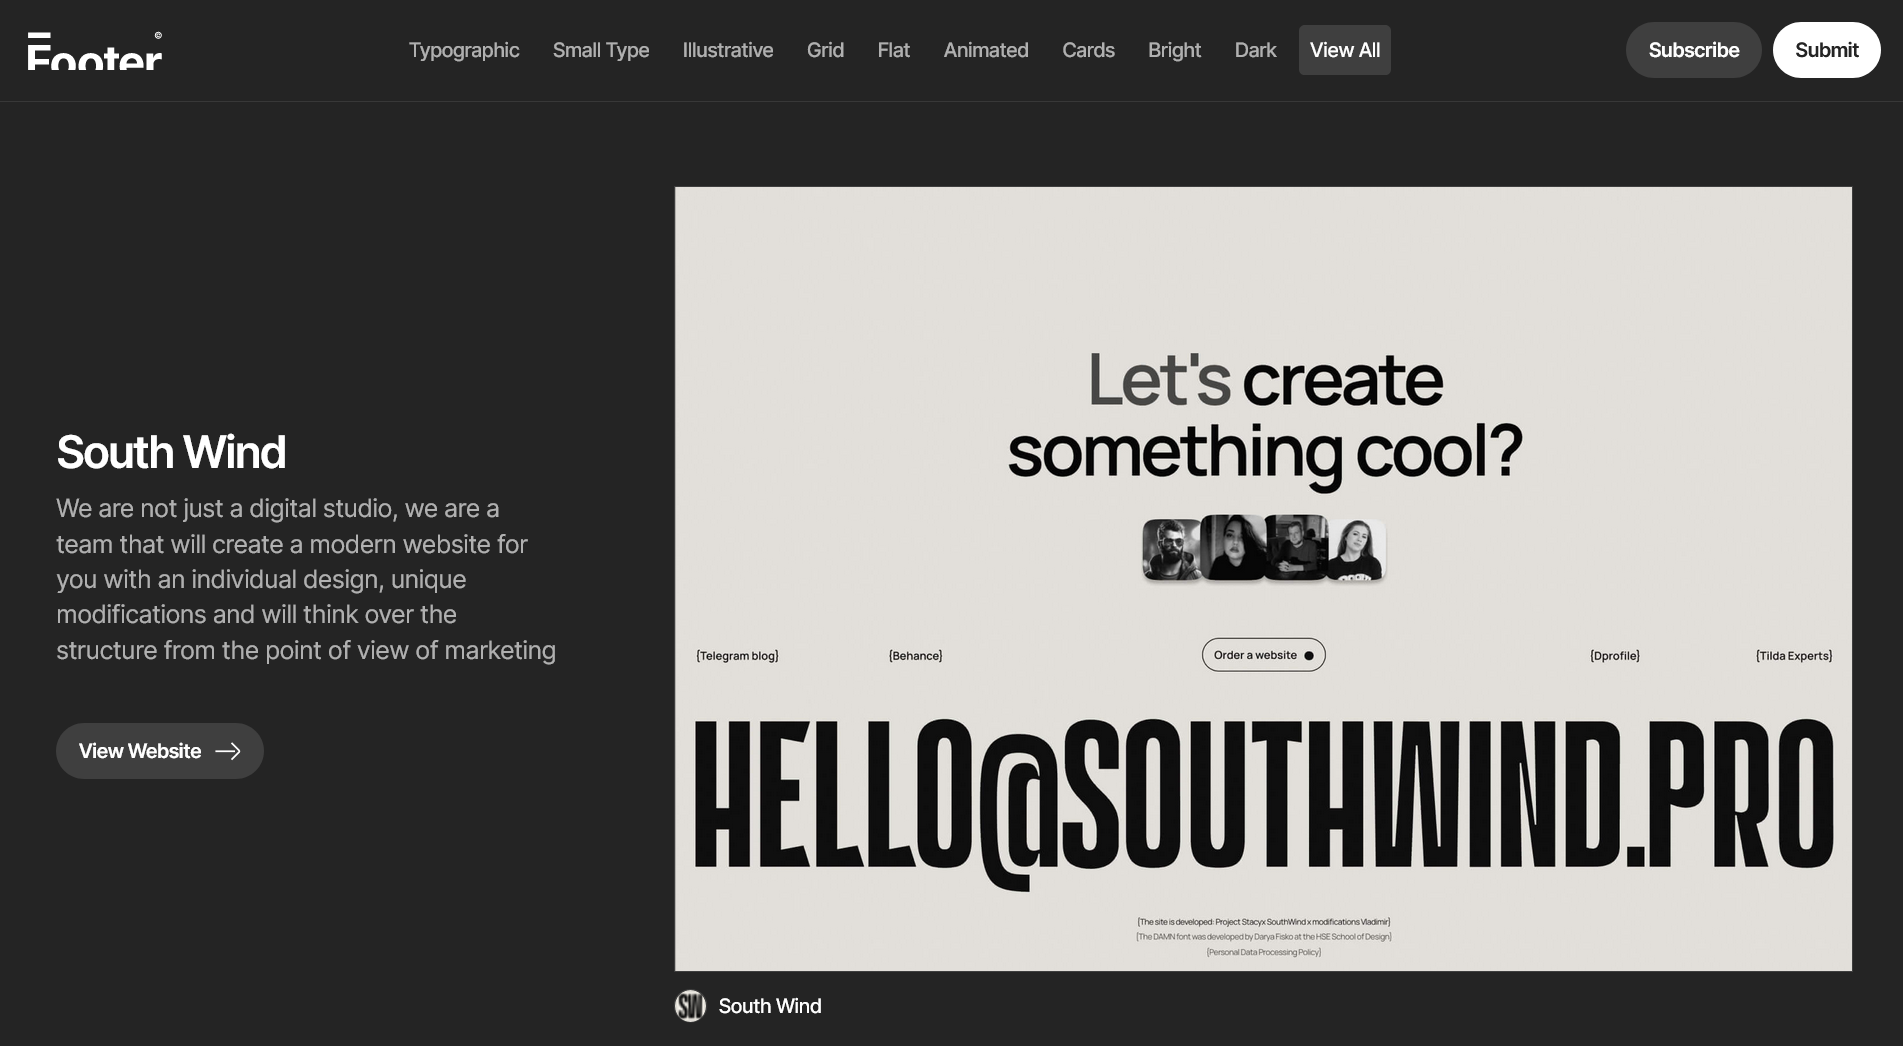 Footer ©
Typographic Small Type Illustrative Grid Flat Animated Cards Bright Dark View All
Subscribe Submit
South Wind
We are not just a digital studio, we are a
team that will create a modern website for
you with an individual design, unique
modifications and will think over the
structure from the point of view of marketing
View Website
Let's create
something cool?
{Telegram blog} {Behance} Order a website {Dprofile} {Tilda Experts}
HELLO@SOUTHWIND.PRO
{The site is developed: Project Stacyx SouthWind x modifications Vladimir}
{The DAMN font was developed by Darya Fisko at the HSE School of Design}
{Personal Data Processing Policy}
SW South Wind